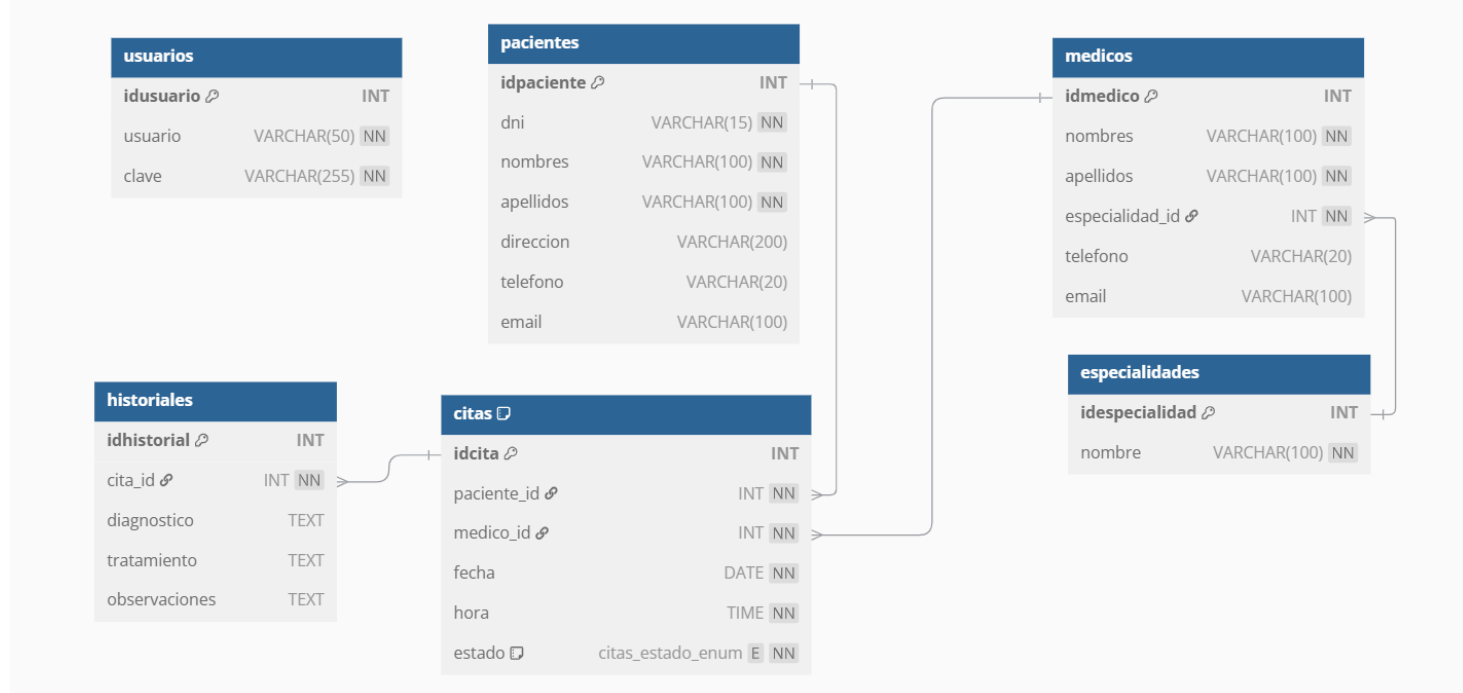 usuarios
idusuario INT
usuario VARCHAR(50) NN
clave VARCHAR(255) NN
pacientes
idpaciente INT
dni VARCHAR(15) NN
nombres VARCHAR(100) NN
apellidos VARCHAR(100) NN
direccion VARCHAR(200)
telefono VARCHAR(20)
email VARCHAR(100)
medicos
idmedico INT
nombres VARCHAR(100) NN
apellidos VARCHAR(100) NN
especialidad_id INT NN
telefono VARCHAR(20)
email VARCHAR(100)
historiales
idhistorial INT
cita_id INT NN
diagnostico TEXT
tratamiento TEXT
observaciones TEXT
citas
idcita INT
paciente_id INT NN
medico_id INT NN
fecha DATE NN
hora TIME NN
estado citas_estado_enum E NN
especialidades
idespecialidad INT
nombre VARCHAR(100) NN